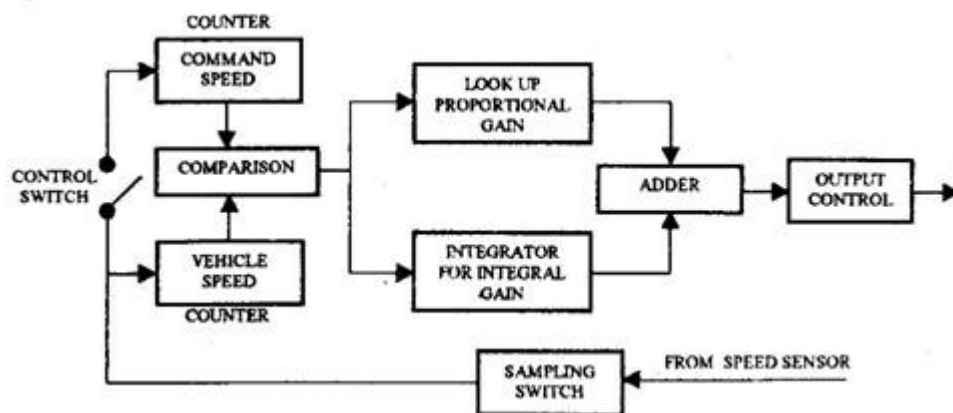 COUNTER
COMMAND
SPEED
LOOK UP
PROPORTIONAL
GAIN
CONTROL
SWITCH
COMPARISON
ADDER
OUTPUT
CONTROL
VEHICLE
SPEED
COUNTER
INTEGRATOR
FOR INTEGRAL
GAIN
SAMPLING
SWITCH
FROM SPEED SENSOR